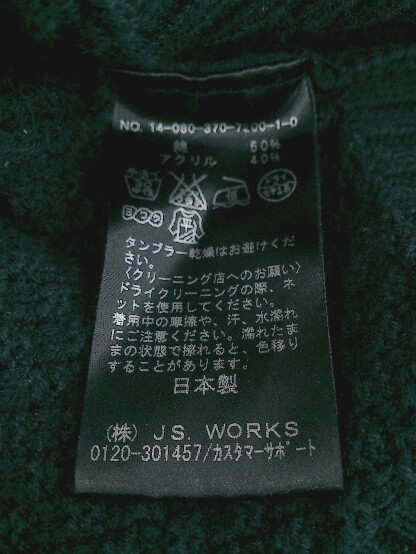 NO. 14-080-370-7200-1-0
綿 60%
アクリル 40%
タンブラー乾燥はお避けくだ
さい。
〈クリーニング店へのお願い〉
ドライクリーニングの際、ネ
ットを使用してください。
着用中の摩擦や、汗、水濡れ
にご注意ください。濡れたま
まの状態で擦れると、色移り
することがあります。
日本製
(株) J.S. WORKS
0120-301457/カスタマーサポート